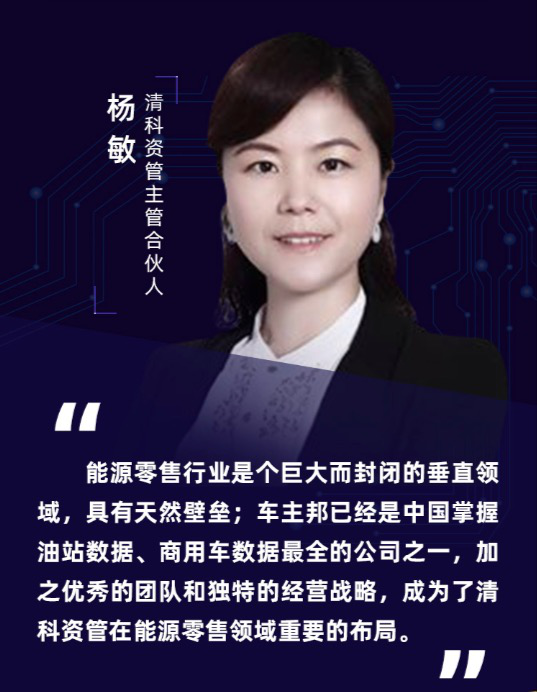 杨敏
清科资管主管合伙人
“
能源零售行业是个巨大而封闭的垂直领
域，具有天然壁垒；车主邦已经是中国掌握
油站数据、商用车数据最全的公司之一，加
之优秀的团队和独特的经营战略，成为了清
科资管在能源零售领域重要的布局。
”